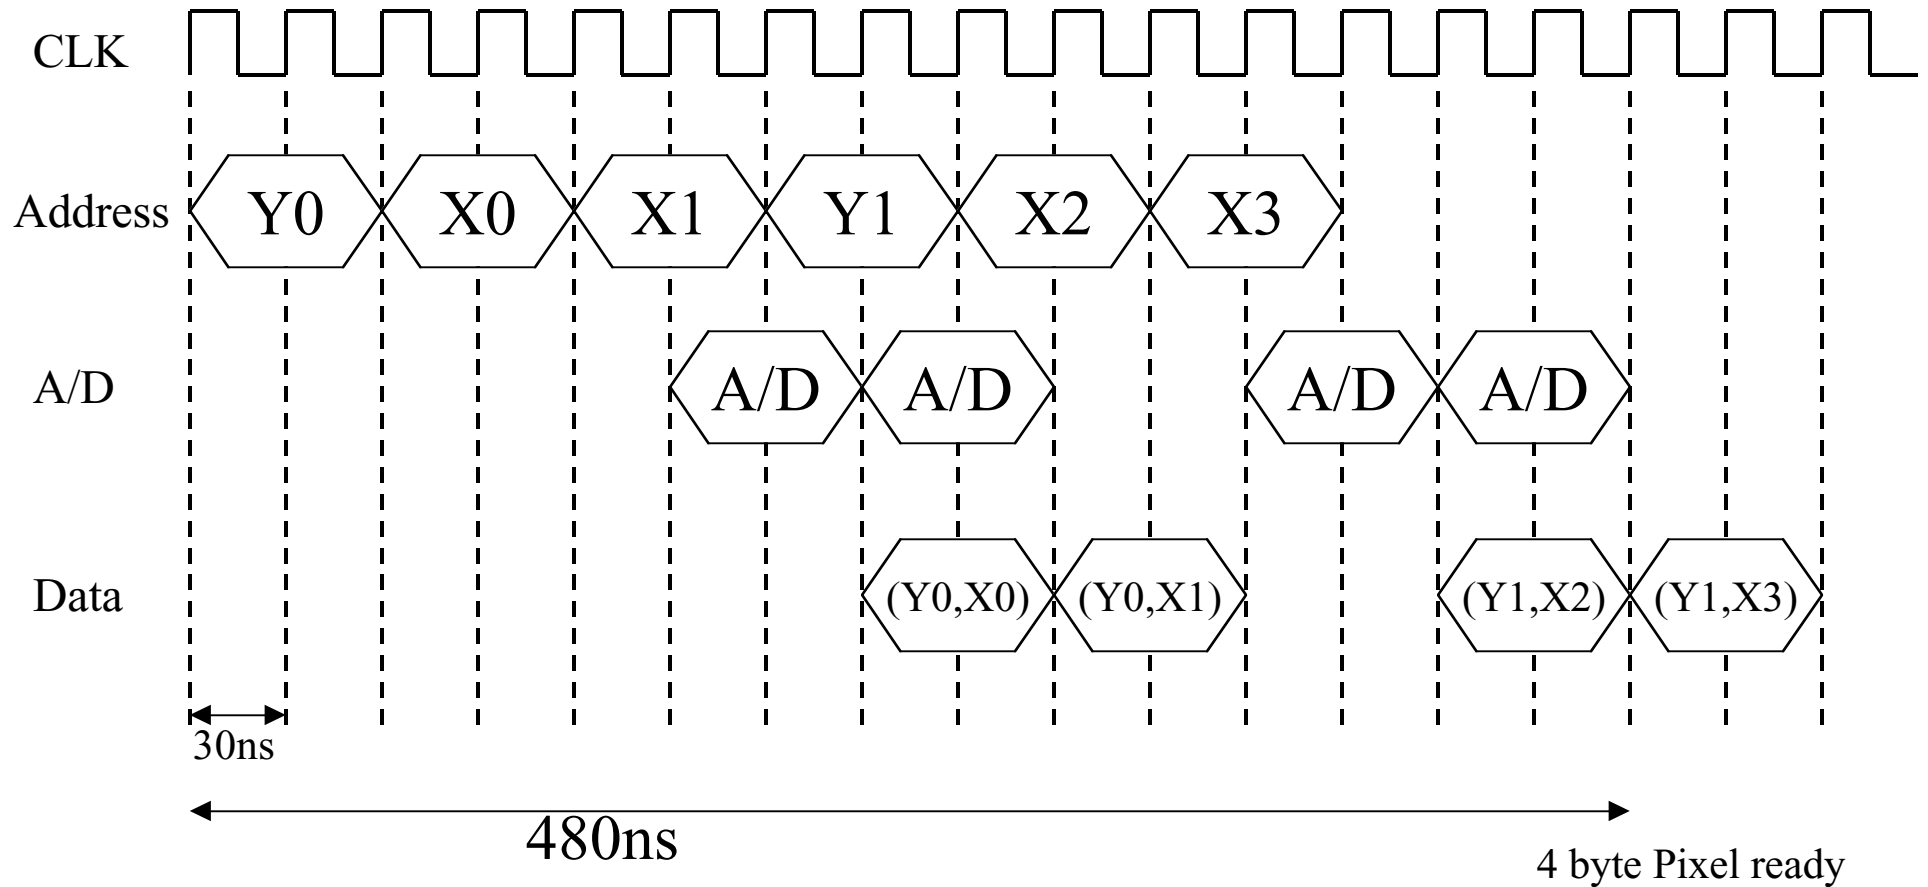 CLK
Address Y0 X0 X1 Y1 X2 X3
A/D A/D A/D A/D A/D
Data (Y0,X0) (Y0,X1) (Y1,X2) (Y1,X3)
30ns
480ns
4 byte Pixel ready